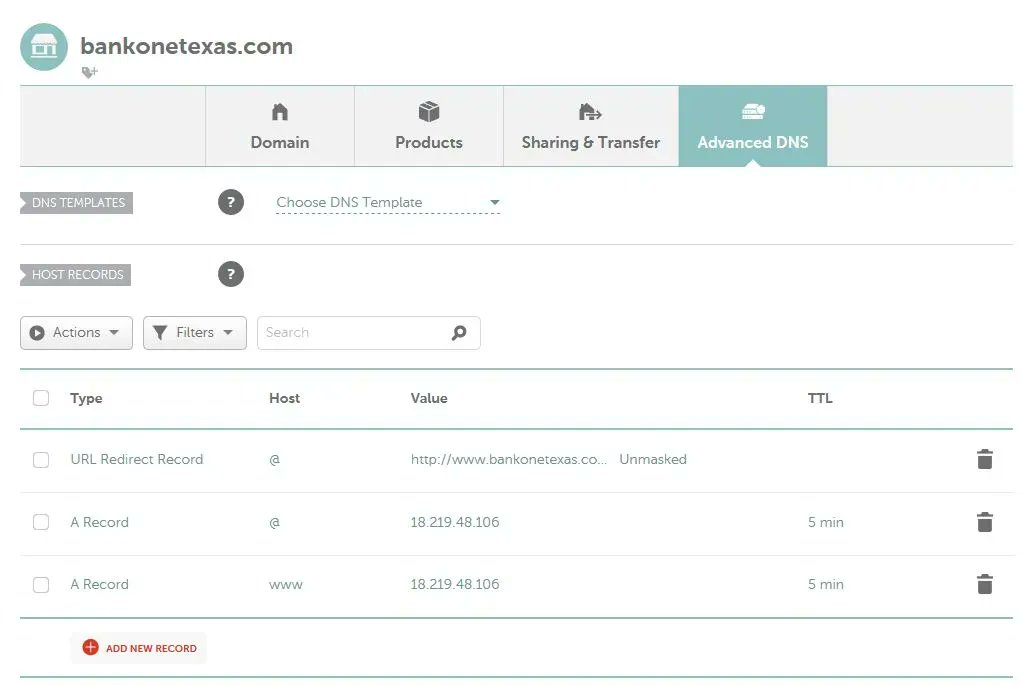 bankonetexas.com
Domain
Products
Sharing & Transfer
Advanced DNS
DNS TEMPLATES
?
Choose DNS Template
HOST RECORDS
?
Actions
Filters
Search
Type Host Value TTL
URL Redirect Record @ http://www.bankonetexas.co... Unmasked
A Record @ 18.219.48.106 5 min
A Record www 18.219.48.106 5 min
ADD NEW RECORD